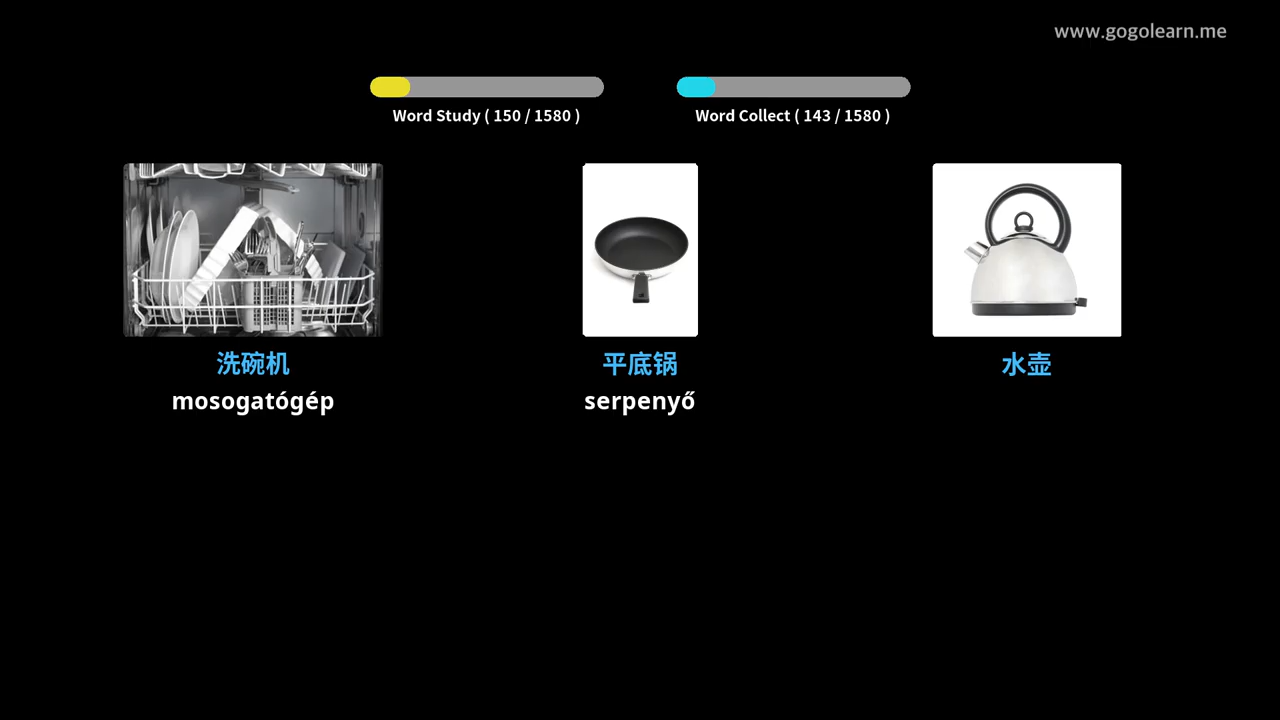 www.gogolearn.me
Word Study ( 150 / 1580 )
Word Collect ( 143 / 1580 )
洗碗机
平底锅
水壶
mosogatógép
serpenyő